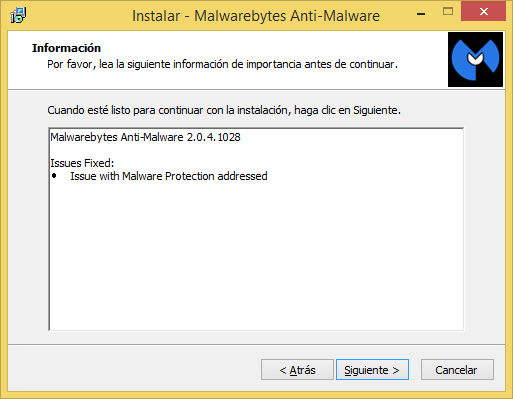 Instalar - Malwarebytes Anti-Malware
Información
Por favor, lea la siguiente información de importancia antes de continuar.
Cuando esté listo para continuar con la instalación, haga clic en Siguiente.
Malwarebytes Anti-Malware 2.0.4.1028
Issues Fixed:
• Issue with Malware Protection addressed
< Atrás
Siguiente >
Cancelar